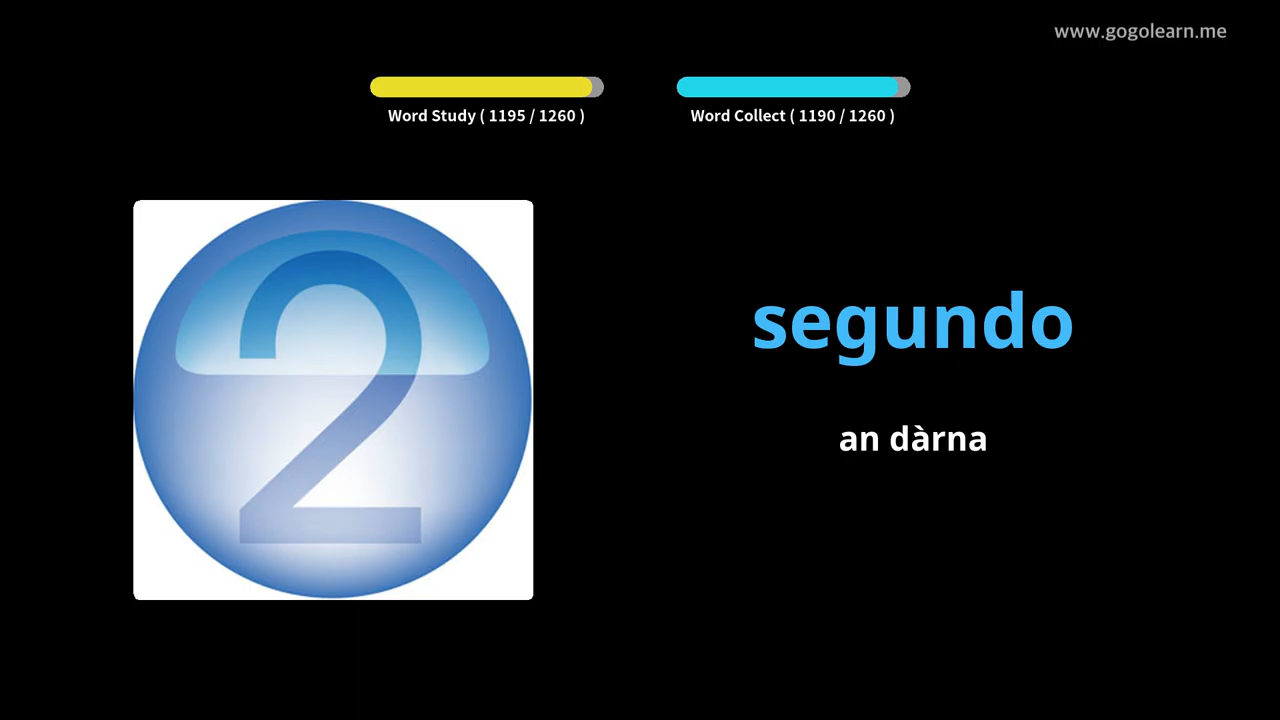 www.gogolearn.me
Word Study ( 1195 / 1260 )
Word Collect ( 1190 / 1260 )
2
segundo
an dàrna